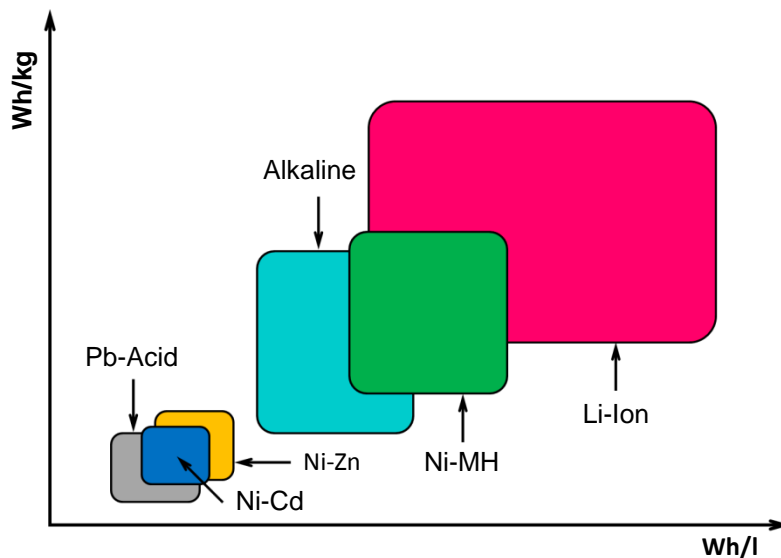 Wh/kg
Alkaline
Pb-Acid
Li-Ion
Ni-Zn
Ni-MH
Ni-Cd
Wh/l